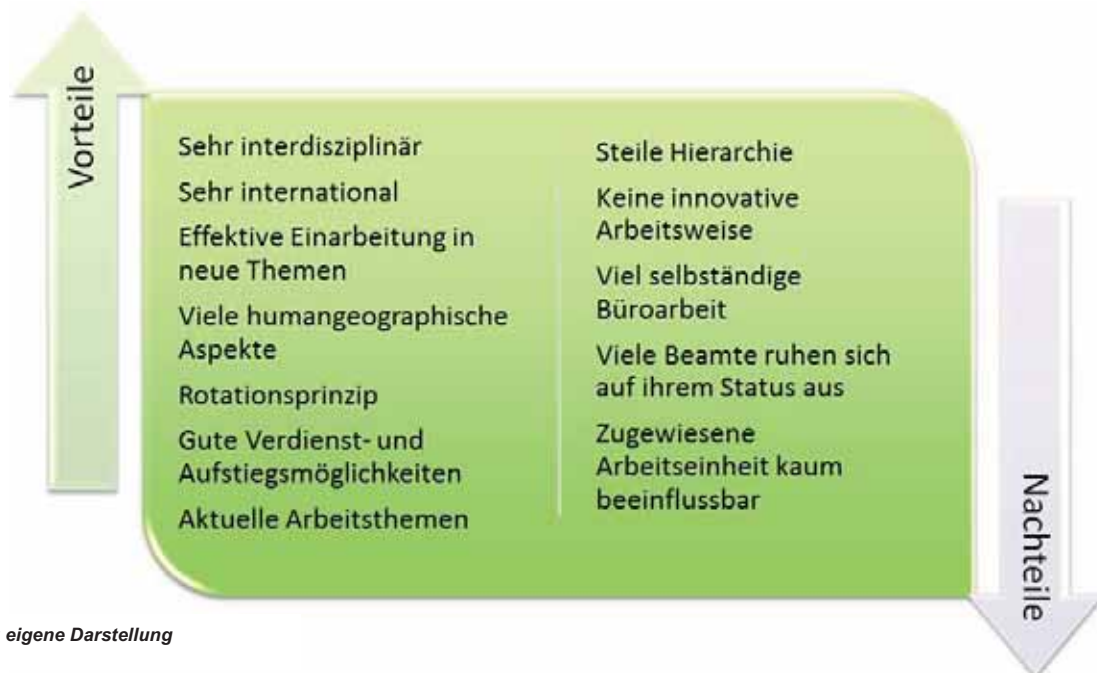 Vorteile
Sehr interdisziplinär
Sehr international
Effektive Einarbeitung in
neue Themen
Viele humangeographische
Aspekte
Rotationsprinzip
Gute Verdienst- und
Aufstiegsmöglichkeiten
Aktuelle Arbeitsthemen
Steile Hierarchie
Keine innovative
Arbeitsweise
Viel selbständige
Büroarbeit
Viele Beamte ruhen sich
auf ihrem Status aus
Zugewiesene
Arbeitseinheit kaum
beeinflussbar
Nachteile
eigene Darstellung